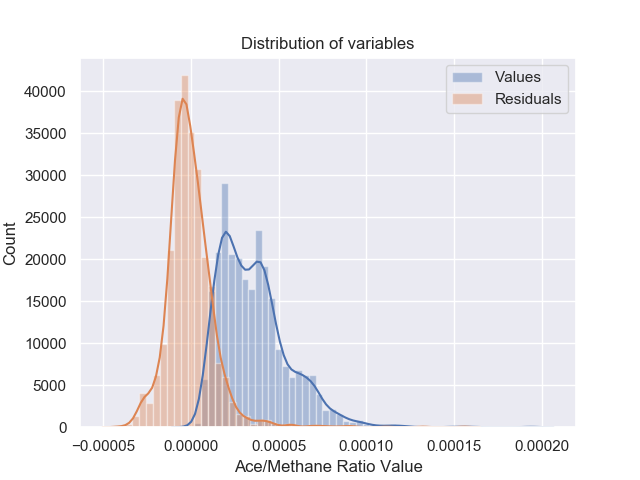 Distribution of variables
Values
Residuals
Count
40000
35000
30000
25000
20000
15000
10000
5000
0
−0.00005 0.00000 0.00005 0.00010 0.00015 0.00020
Ace/Methane Ratio Value